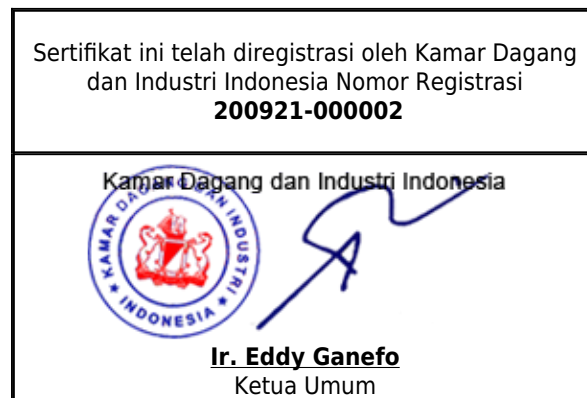 Sertifikat ini telah diregistrasi oleh Kamar Dagang
dan Industri Indonesia Nomor Registrasi
200921-000002
Kamar Dagang dan Industri Indonesia
KAMAR DAGANG DAN INDUSTRI
INDONESIA
Ir. Eddy Ganefo
Ketua Umum